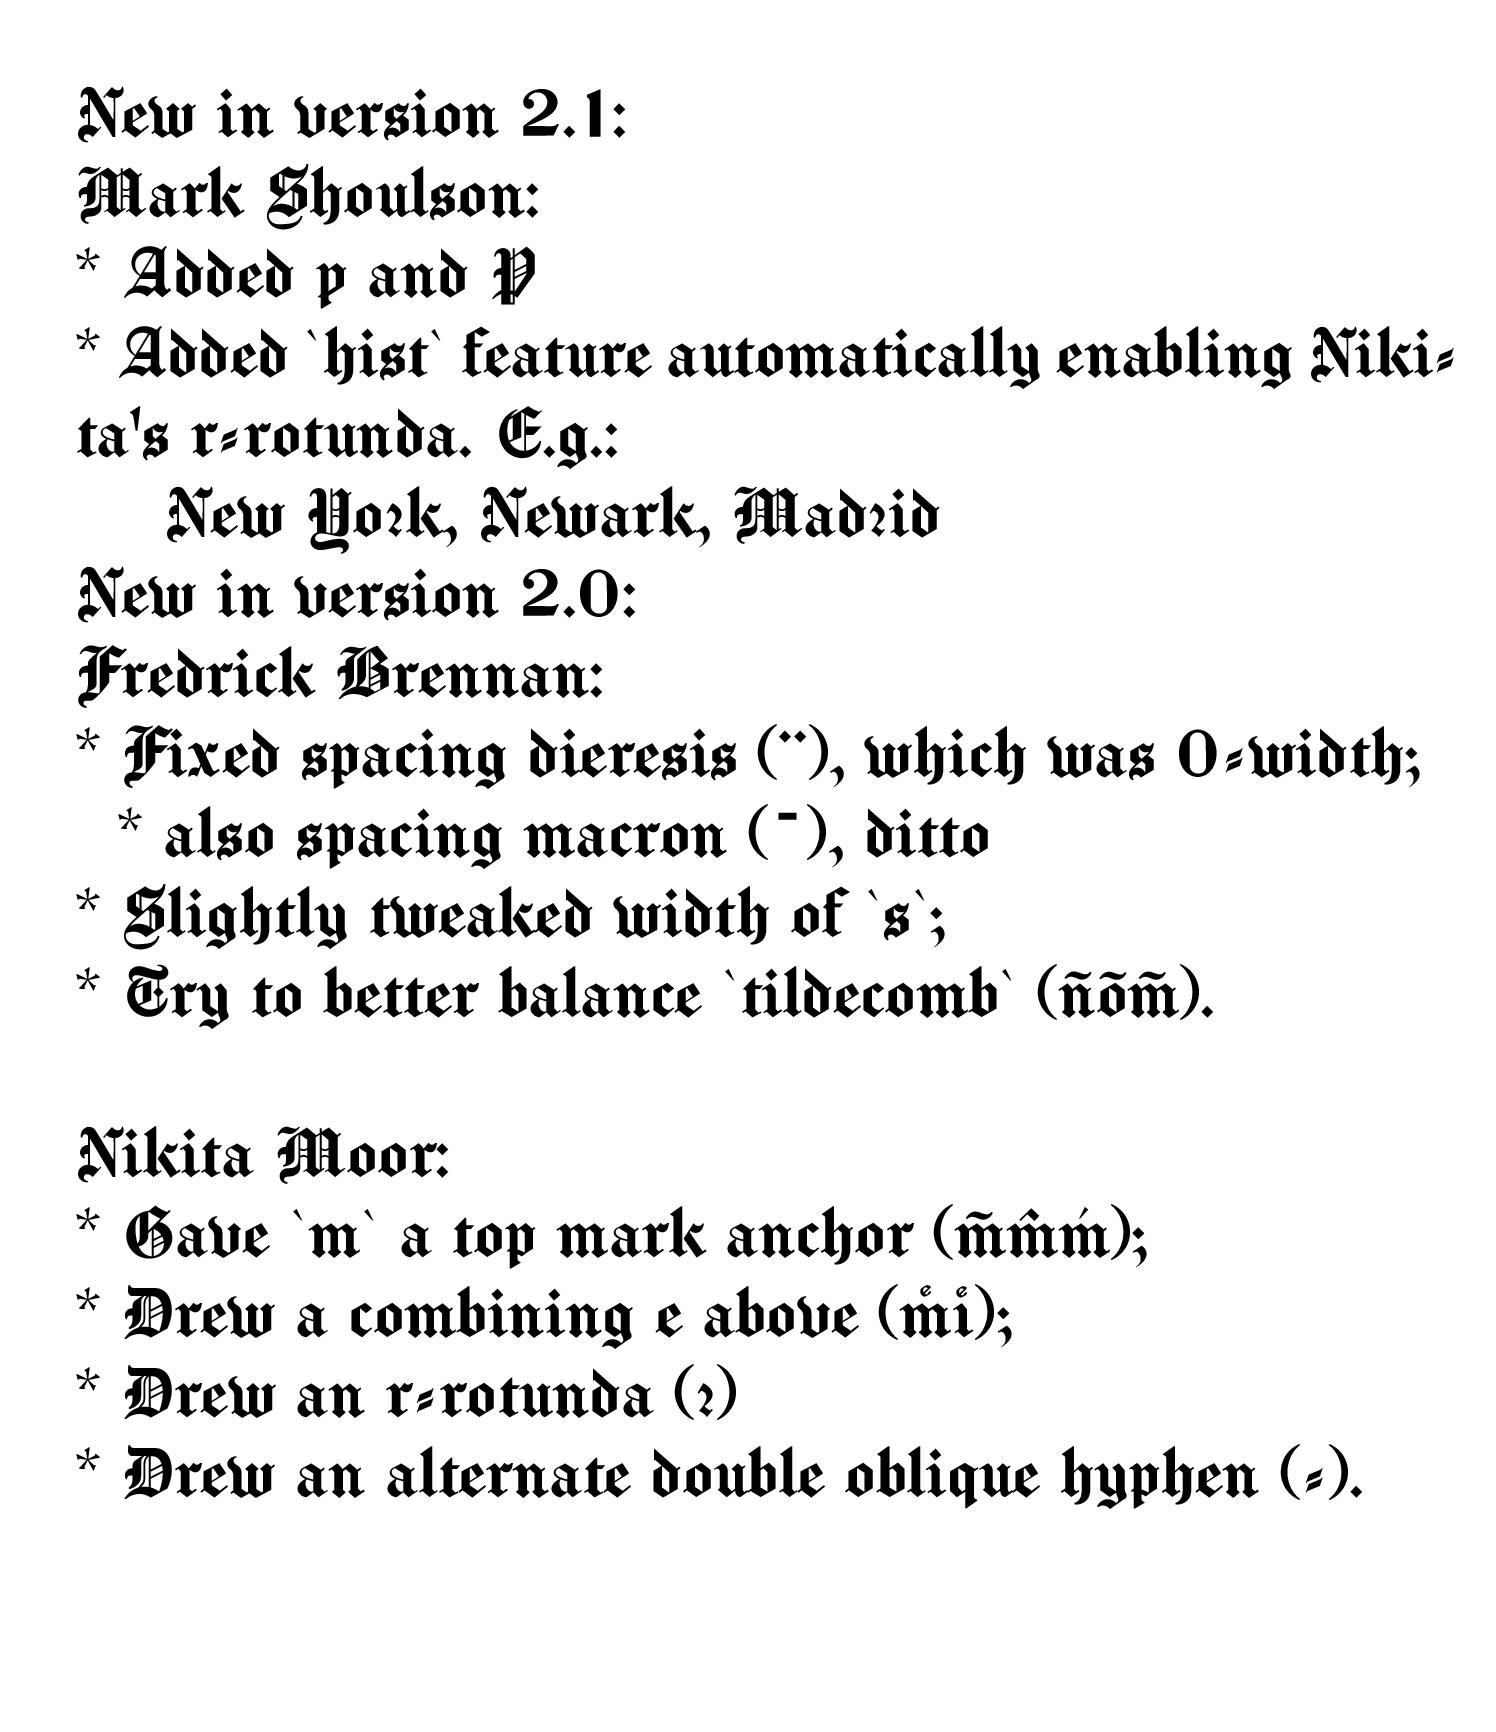 New in version 2.1:
Mark Shoulson:
* Added ƿ and Ƿ
* Added `hist` feature automatically enabling Niki⸗
ta's r⸗rotunda. E.g.:
New Yoꝛk, Newark, Madꝛid
New in version 2.0:
Fredrick Brennan:
* Fixed spacing dieresis (¨), which was 0⸗width;
* also spacing macron (¯), ditto
* Slightly tweaked width of `s`;
* Try to better balance `tildecomb` (ñõm̃).
Nikita Moor:
* Gave `m` a top mark anchor (m̃m̂ḿ);
* Drew a combining e above (mͤiͤ);
* Drew an r⸗rotunda (ꝛ)
* Drew an alternate double oblique hyphen (⸗).